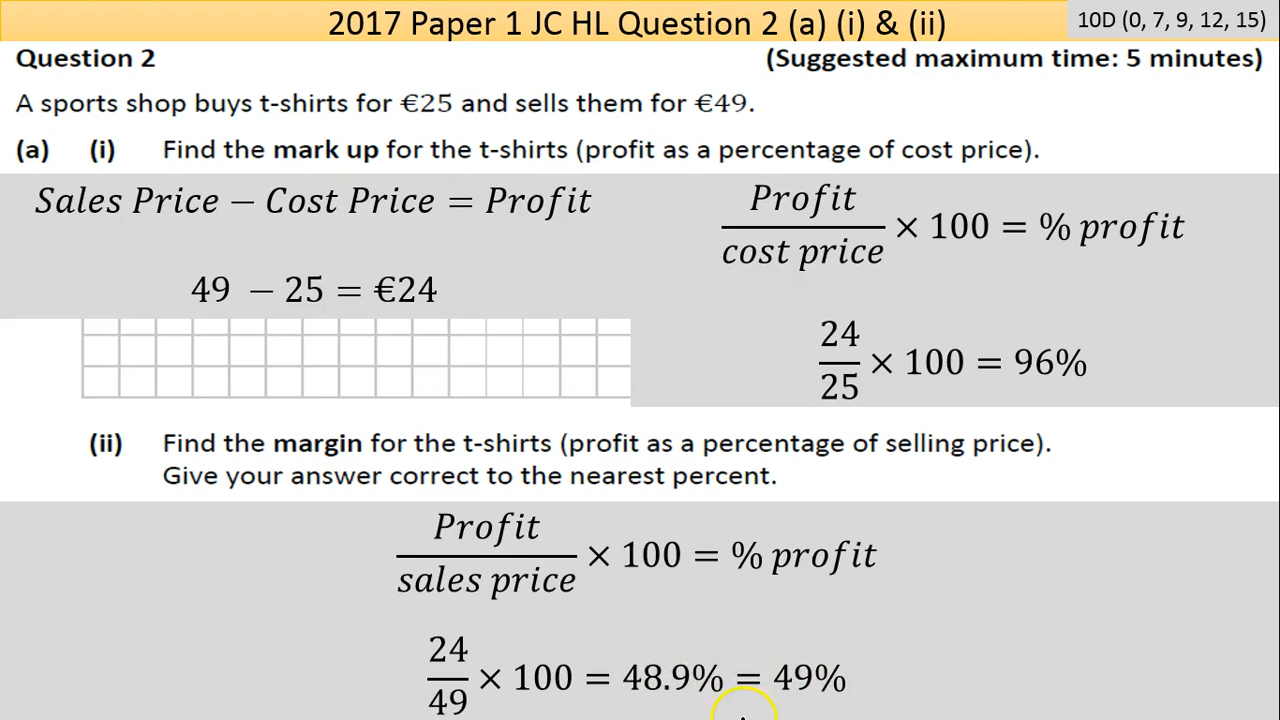 2017 Paper 1 JC HL Question 2 (a) (i) & (ii)
10D (0, 7, 9, 12, 15)
Question 2 (Suggested maximum time: 5 minutes)
A sports shop buys t-shirts for €25 and sells them for €49.
(a) (i) Find the mark up for the t-shirts (profit as a percentage of cost price).
Sales Price − Cost Price = Profit
49 − 25 = €24
Profit
cost price
× 100 = % profit
24
25
× 100 = 96%
(ii) Find the margin for the t-shirts (profit as a percentage of selling price).
Give your answer correct to the nearest percent.
Profit
sales price
× 100 = % profit
24
49
× 100 = 48.9% = 49%